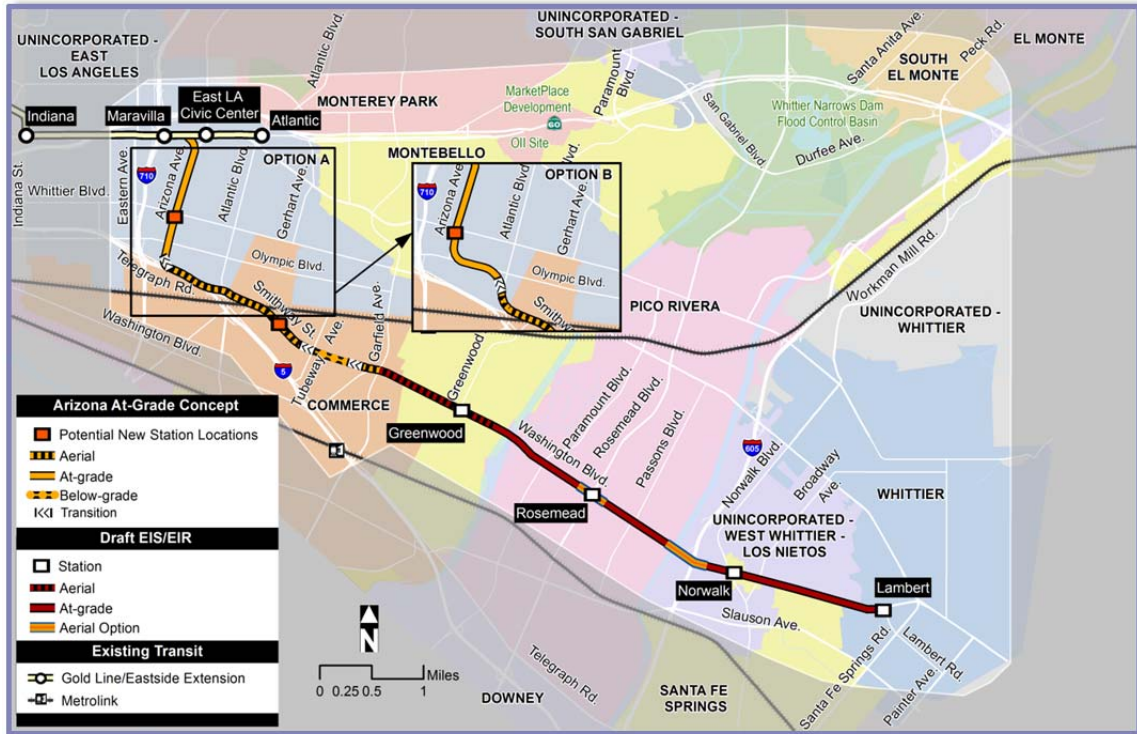 UNINCORPORATED -
EAST
LOS ANGELES
Atlantic Blvd.
UNINCORPORATED -
SOUTH SAN GABRIEL
Paramount
Blvd.
Santa Anita Ave.
Peck Rd.
EL MONTE
SOUTH
EL MONTE
Indiana
Maravilla
East LA
Civic Center
Atlantic
MONTEREY PARK
MarketPlace
Development
60
OII Site
San Gabriel Blvd.
Whittier Narrows Dam
Flood Control Basin
Durfee Ave.
Indiana St.
Whittier Blvd.
Eastern Ave.
710
Arizona Ave.
Atlantic Blvd.
Gerhart Ave.
OPTION A
Olympic Blvd.
MONTEBELLO
Blvd.
OPTION B
710
Arizona Ave.
Atlantic Blvd.
Gerhart Ave.
Olympic Blvd.
Smithw.
Telegraph Rd.
Washington Blvd.
Smithway St.
Tubeway Ave.
Garfield Ave.
Greenwood
5
COMMERCE
Greenwood
PICO RIVERA
Workman Mill Rd.
UNINCORPORATED -
WHITTIER
Paramount Blvd.
Rosemead Blvd.
Washington Blvd.
Passons Blvd.
605
Norwalk Blvd.
Broadway
Ave.
Rosemead
WHITTIER
UNINCORPORATED -
WEST WHITTIER -
LOS NIETOS
Norwalk
Lambert
Slauson Ave.
Santa Fe Springs Rd.
Lambert Rd.
Painter Ave.
Telegraph Rd.
DOWNEY
SANTA FE
SPRINGS
Arizona At-Grade Concept
Potential New Station Locations
Aerial
At-grade
Below-grade
Transition
Draft EIS/EIR
Station
Aerial
At-grade
Aerial Option
Existing Transit
Gold Line/Eastside Extension
Metrolink
N
Miles
0 0.25 0.5 1